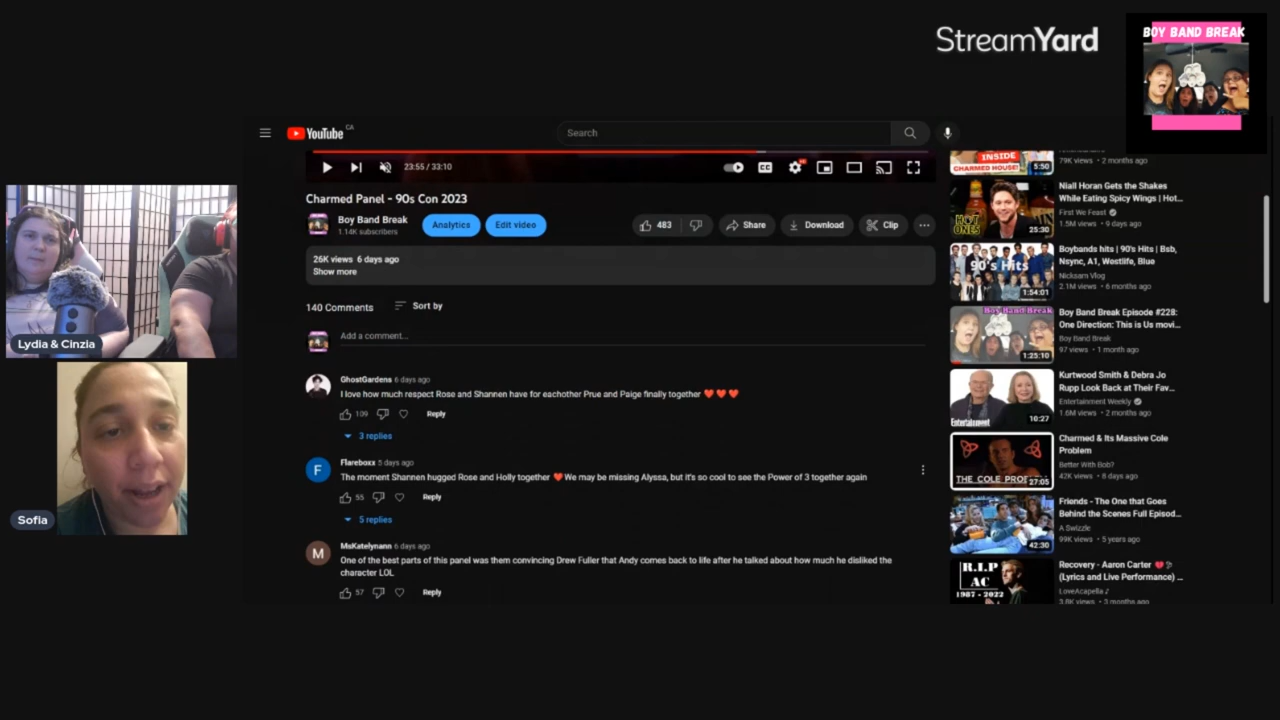 StreamYard
BOY BAND BREAK
YouTube CA
Search
23:55 / 33:10
CC
Charmed Panel - 90s Con 2023
Boy Band Break
1.14K subscribers
Analytics
Edit video
483
Share
Download
Clip
26K views 6 days ago
Show more
140 Comments
Sort by
Add a comment...
GhostGardens 6 days ago
I love how much respect Rose and Shannen have for eachother Prue and Paige finally together ❤️❤️❤️
109
Reply
3 replies
F
Flareboxx 5 days ago
The moment Shannen hugged Rose and Holly together ❤️ We may be missing Alyssa, but it's so cool to see the Power of 3 together again
55
Reply
5 replies
M
MsKatelynann 6 days ago
One of the best parts of this panel was them convincing Drew Fuller that Andy comes back to life after he talked about how much he disliked the
character LOL
57
Reply
INSIDE
CHARMED HOUSE!
5:50
79K views • 2 months ago
HOT
ONES
25:30
Niall Horan Gets the Shakes
While Eating Spicy Wings | Hot...
First We Feast
1.5M views • 9 days ago
90's Hits
1:54:01
Boybands hits | 90's Hits | Bsb,
Nsync, A1, Westlife, Blue
Nicksarn Vlog
2.1M views • 6 months ago
Boy Band Break
1:25:10
Boy Band Break Episode #228:
One Direction: This is Us movi...
Boy Band Break
97 views • 1 month ago
Entertainment
10:27
Kurtwood Smith & Debra Jo
Rupp Look Back at Their Fav...
Entertainment Weekly
1.6M views • 2 months ago
27:05
Charmed & Its Massive Cole
Problem
Better With Bob?
42K views • 8 days ago
42:30
Friends - The One that Goes
Behind the Scenes Full Episod...
A Swizzle
99K views • 5 years ago
R.I.P
AC
1987 - 2022
Recovery - Aaron Carter
(Lyrics and Live Performance) ...
LoveAcapella ♪
3.8K views • 3 months ago
Lydia & Cinzia
Sofia